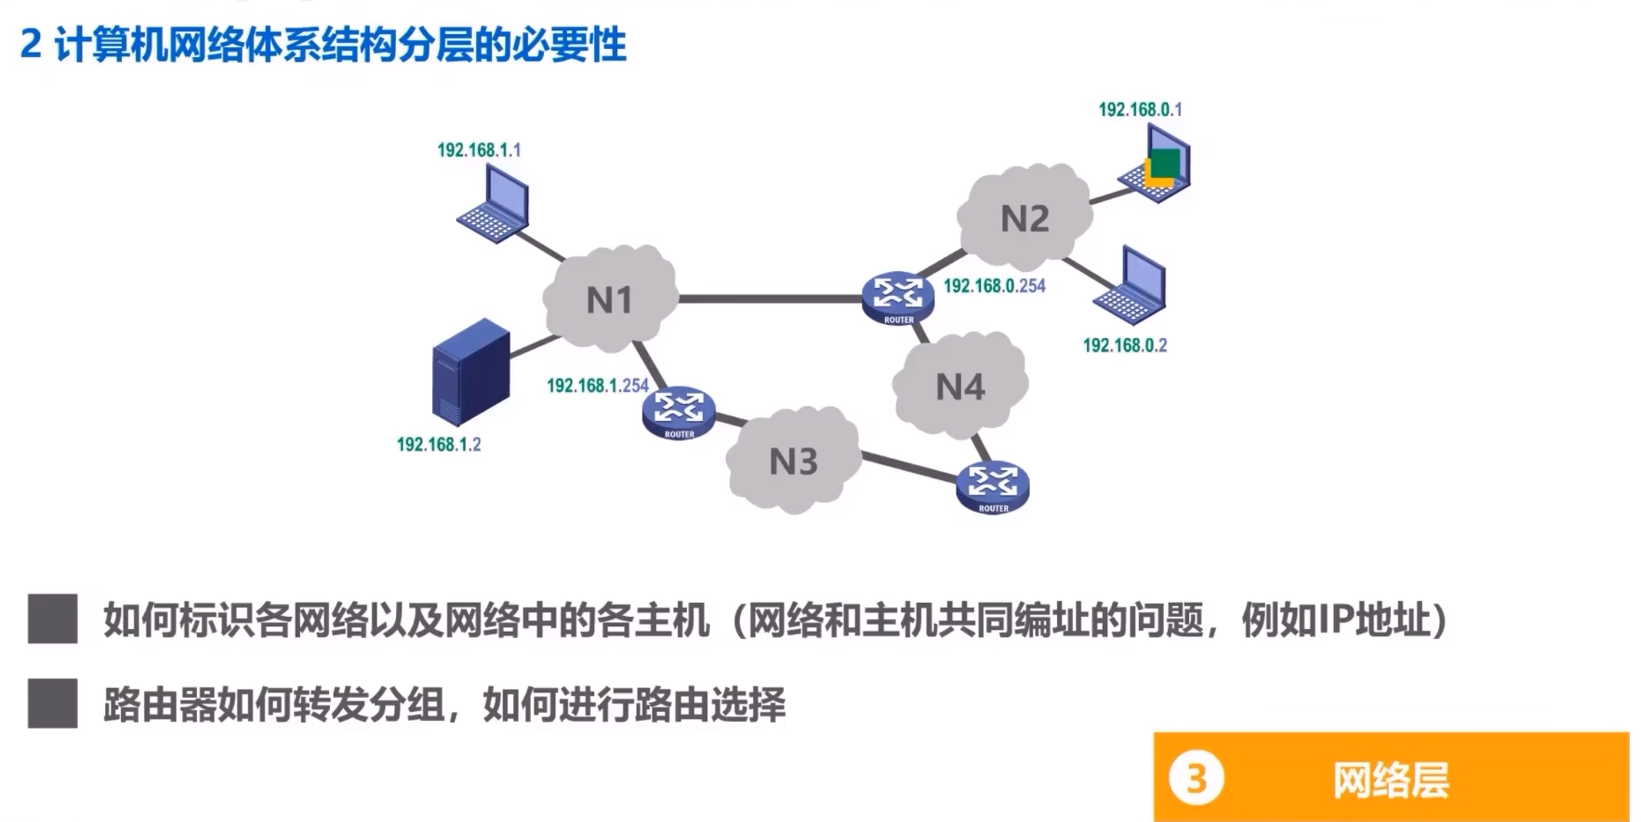 2 计算机网络体系结构分层的必要性
192.168.0.1
192.168.1.1
N2
192.168.0.254
N1
ROUTER
192.168.0.2
192.168.1.254
N4
ROUTER
192.168.1.2
N3
ROUTER
如何标识各网络以及网络中的各主机（网络和主机共同编址的问题，例如IP地址）
路由器如何转发分组，如何进行路由选择
3 网络层